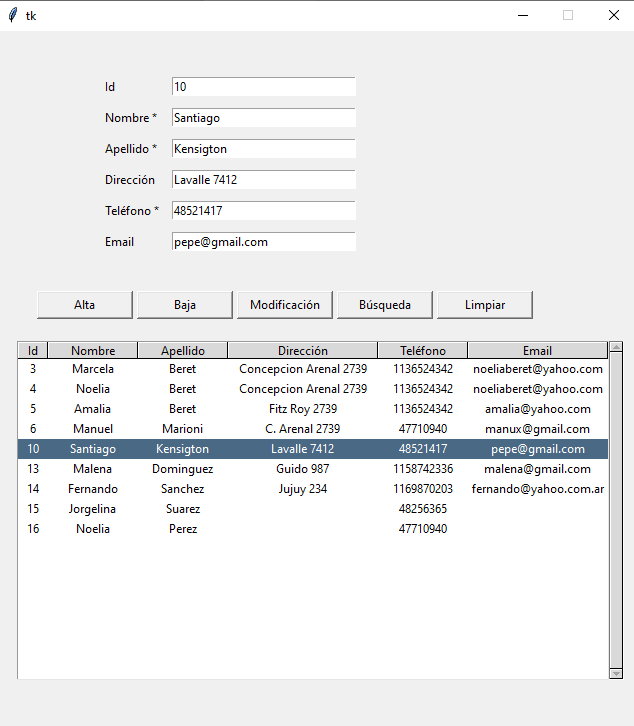 tk
Id 10
Nombre * Santiago
Apellido * Kensigton
Dirección Lavalle 7412
Teléfono * 48521417
Email pepe@gmail.com
Alta Baja Modificación Búsqueda Limpiar
Id Nombre Apellido Dirección Teléfono Email
3 Marcela Beret Concepcion Arenal 2739 1136524342 noeliaberet@yahoo.com
4 Noelia Beret Concepcion Arenal 2739 1136524342 noeliaberet@yahoo.com
5 Amalia Beret Fitz Roy 2739 1136524342 amalia@yahoo.com
6 Manuel Marioni C. Arenal 2739 47710940 manux@gmail.com
10 Santiago Kensigton Lavalle 7412 48521417 pepe@gmail.com
13 Malena Dominguez Guido 987 1158742336 malena@gmail.com
14 Fernando Sanchez Jujuy 234 1169870203 fernando@yahoo.com.ar
15 Jorgelina Suarez 48256365
16 Noelia Perez 47710940